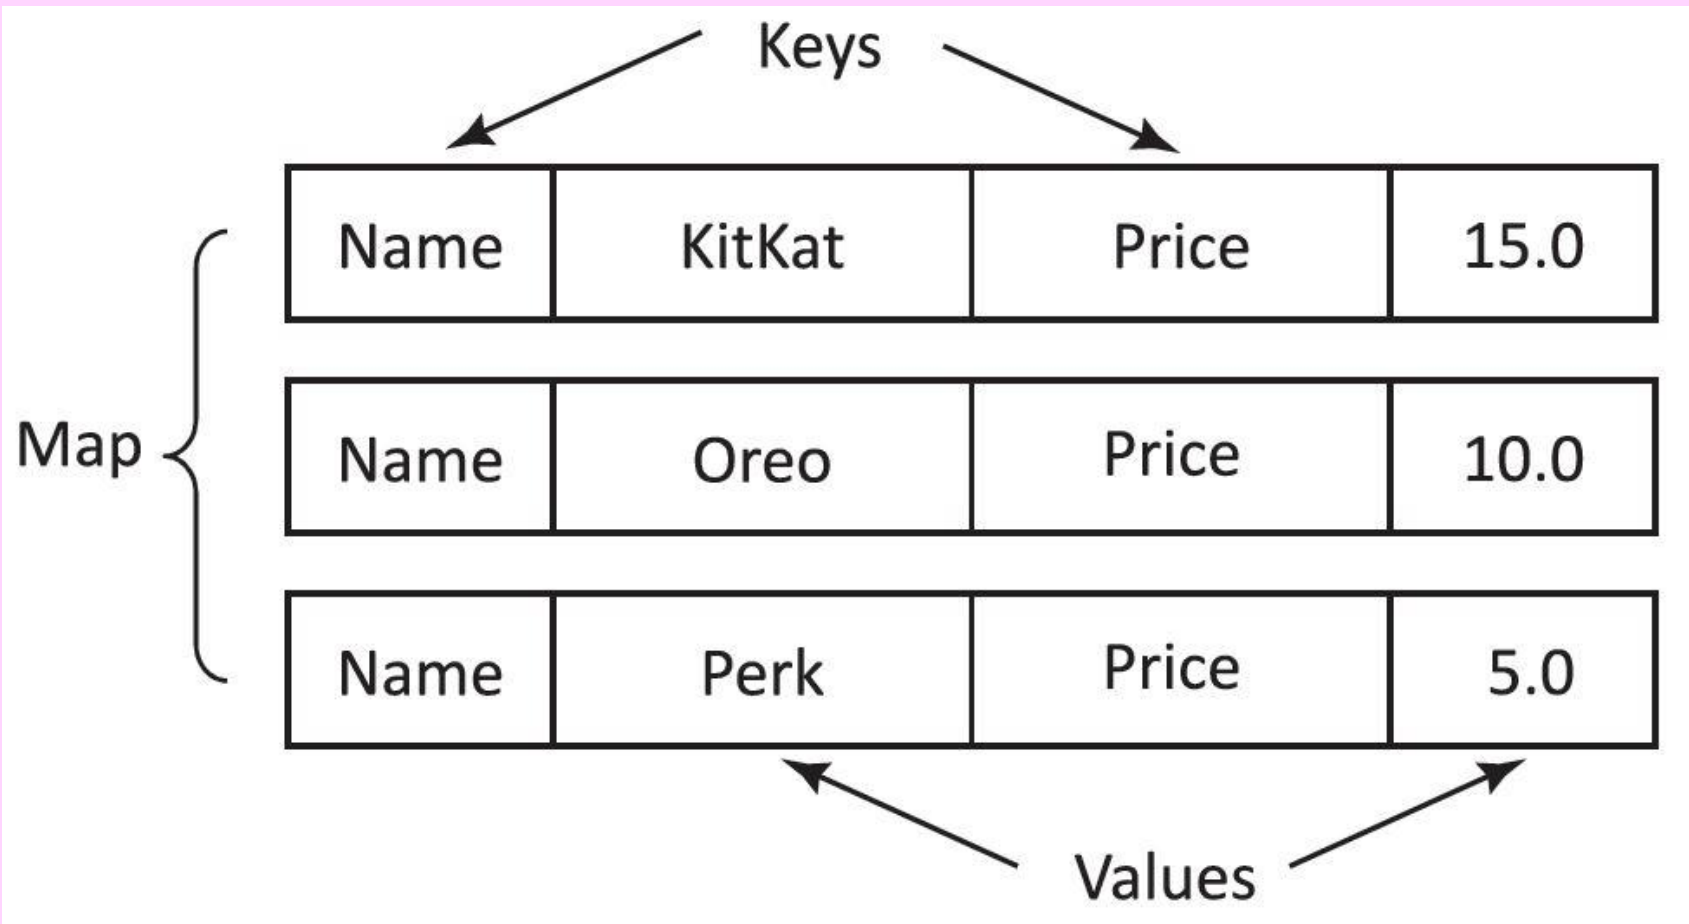 Keys
Name KitKat Price 15.0
Map
Name Oreo Price 10.0
Name Perk Price 5.0
Values